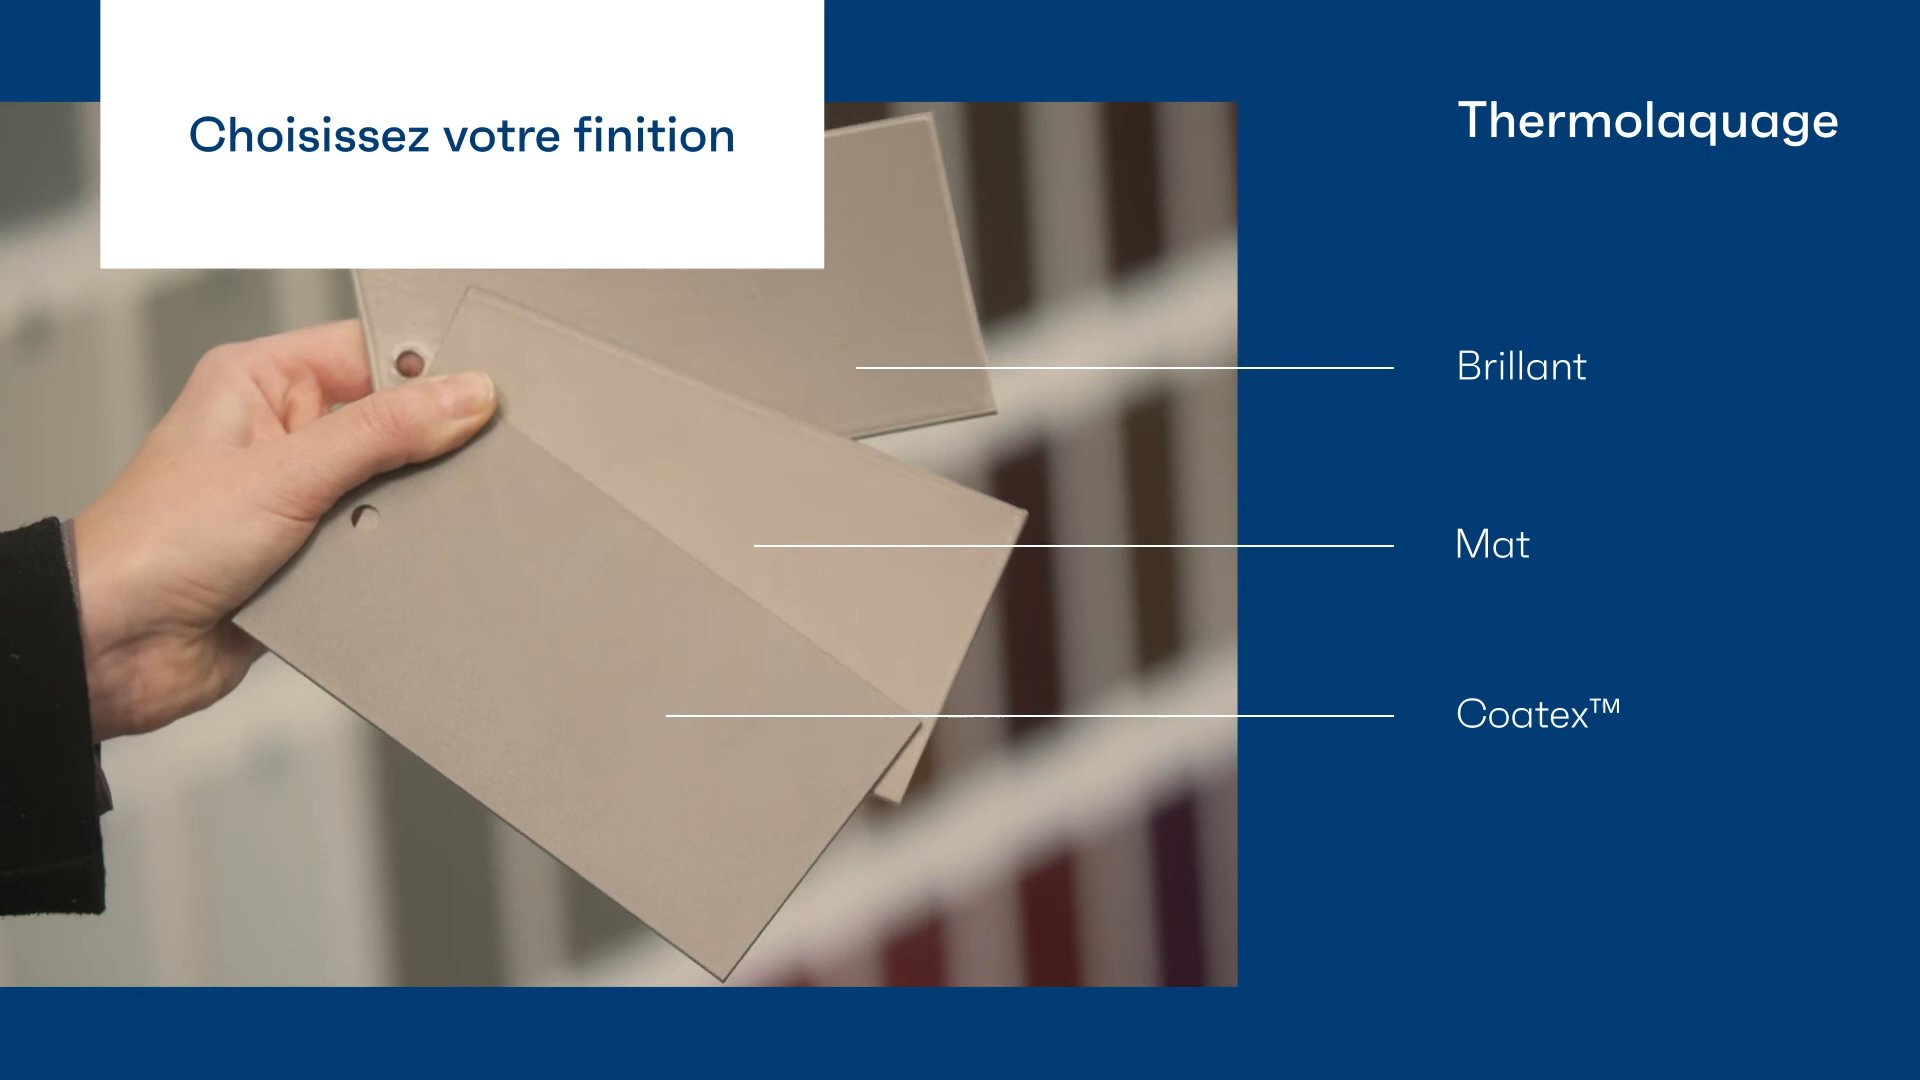 Choisissez votre finition
Thermolaquage
Brillant
Mat
Coatex™